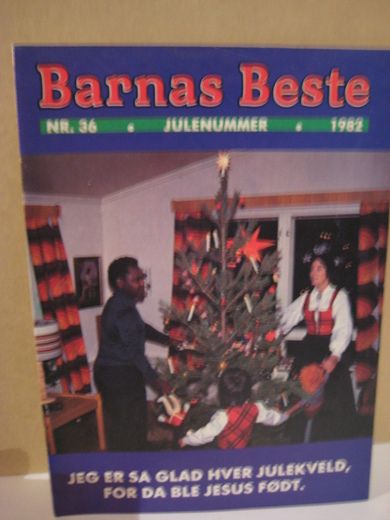 Barnas Beste
NR. 36 • JULENUMMER • 1982
JEG ER SA GLAD HVER JULEKVELD,
FOR DA BLE JESUS FØDT.